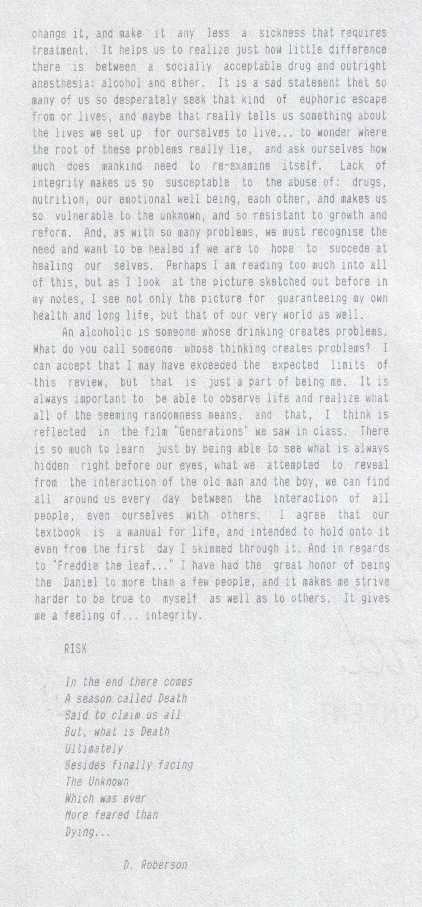 change it, and make it any less a sickness that requires
treatment. It helps us to realize just how little difference
there is between a socially acceptable drug and outright
anesthesia: alcohol and ether. It is a sad statement that so
many of us so desperately seek that kind of euphoric escape
from or lives, and maybe that really tells us something about
the lives we set up for ourselves to live... to wonder where
the root of these problems really lie, and ask ourselves how
much does mankind need to re-examine itself. Lack of
integrity makes us so susceptable to the abuse of: drugs,
nutrition, our emotional well being, each other, and makes us
so vulnerable to the unknown, and so resistant to growth and
reform. And, as with so many problems, we must recognise the
need and want to be healed if we are to hope to succede at
healing our selves. Perhaps I am reading too much into all
of this, but as I look at the picture sketched out before in
my notes, I see not only the picture for guaranteeing my own
health and long life, but that of our very world as well.
An alcoholic is someone whose drinking creates problems.
What do you call someone whose thinking creates problems? I
can accept that I may have exceeded the expected limits of
this review, but that is just a part of being me. It is
always important to be able to observe life and realize what
all of the seeming randomness means, and that, I think is
reflected in the film "Generations" we saw in class. There
is so much to learn just by being able to see what is always
hidden right before our eyes, what we attempted to reveal
from the interaction of the old man and the boy, we can find
all around us every day between the interaction of all
people, even ourselves with others. I agree that our
textbook is a manual for life, and intended to hold onto it
even from the first day I skimmed through it. And in regards
to "Freddie the leaf..." I have had the great honor of being
the Daniel to more than a few people, and it makes me strive
harder to be true to myself as well as to others. It gives
me a feeling of... integrity.
RISK
In the end there comes
A season called Death
Said to claim us all
But, what is Death
Ultimately
Besides finally facing
The Unknown
Which was ever
More feared than
Dying...
D. Roberson